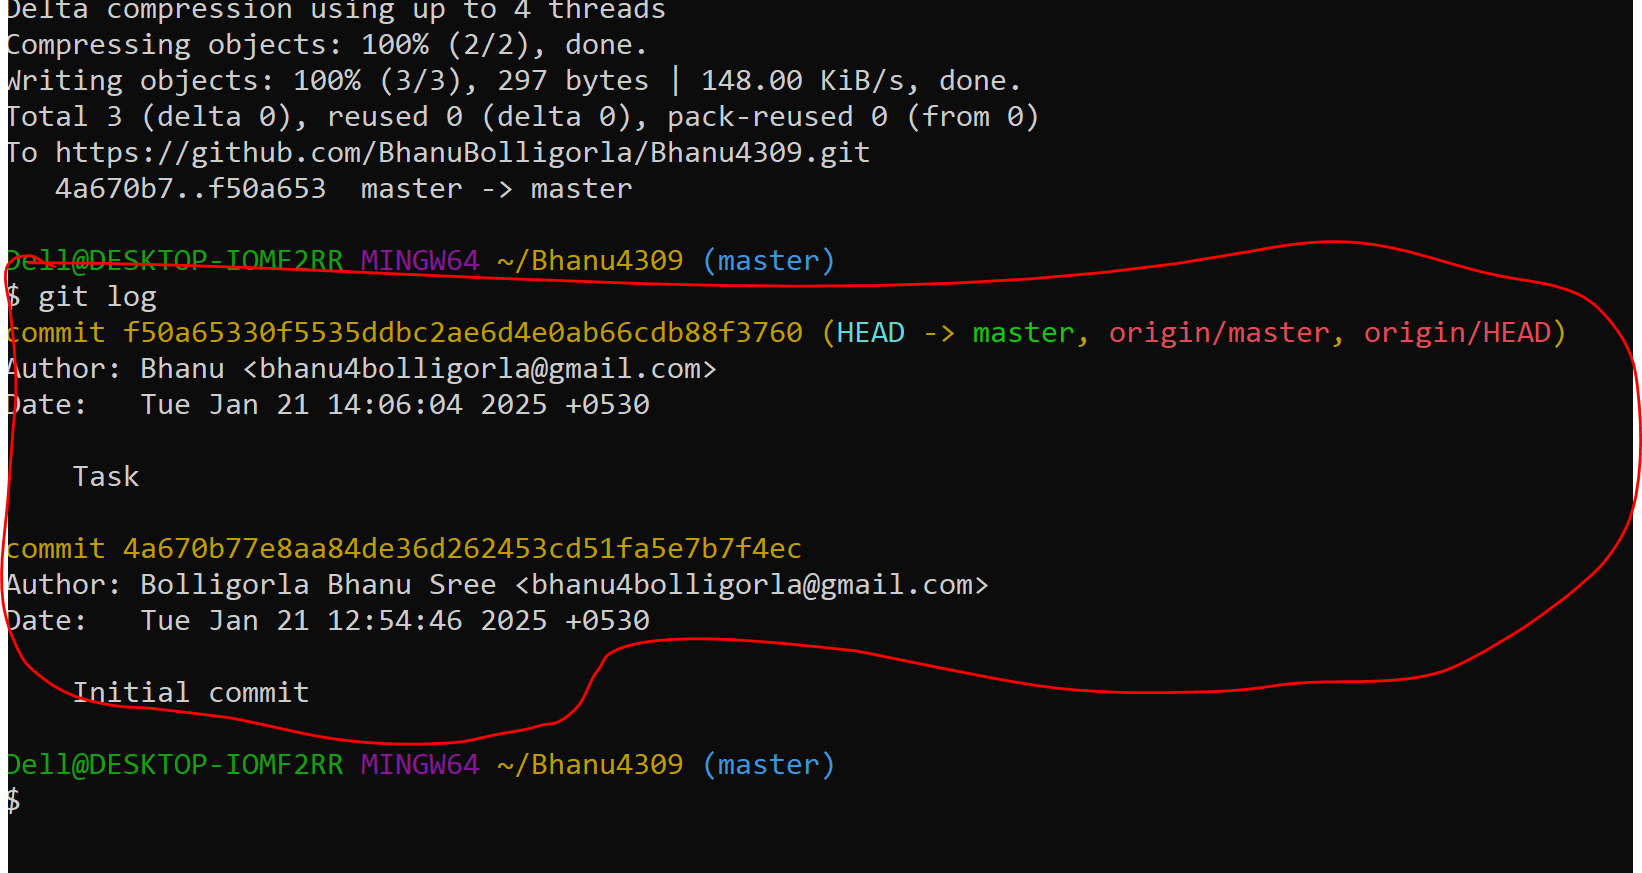 Delta compression using up to 4 threads
Compressing objects: 100% (2/2), done.
Writing objects: 100% (3/3), 297 bytes | 148.00 KiB/s, done.
Total 3 (delta 0), reused 0 (delta 0), pack-reused 0 (from 0)
To https://github.com/BhanuBolligorla/Bhanu4309.git
   4a670b7..f50a653  master -> master
Dell@DESKTOP-IOMF2RR MINGW64 ~/Bhanu4309 (master)
$ git log
commit f50a65330f5535ddbc2ae6d4e0ab66cdb88f3760 (HEAD -> master, origin/master, origin/HEAD)
Author: Bhanu <bhanu4bolligorla@gmail.com>
Date:   Tue Jan 21 14:06:04 2025 +0530
    Task
commit 4a670b77e8aa84de36d262453cd51fa5e7b7f4ec
Author: Bolligorla Bhanu Sree <bhanu4bolligorla@gmail.com>
Date:   Tue Jan 21 12:54:46 2025 +0530
    Initial commit
Dell@DESKTOP-IOMF2RR MINGW64 ~/Bhanu4309 (master)
$